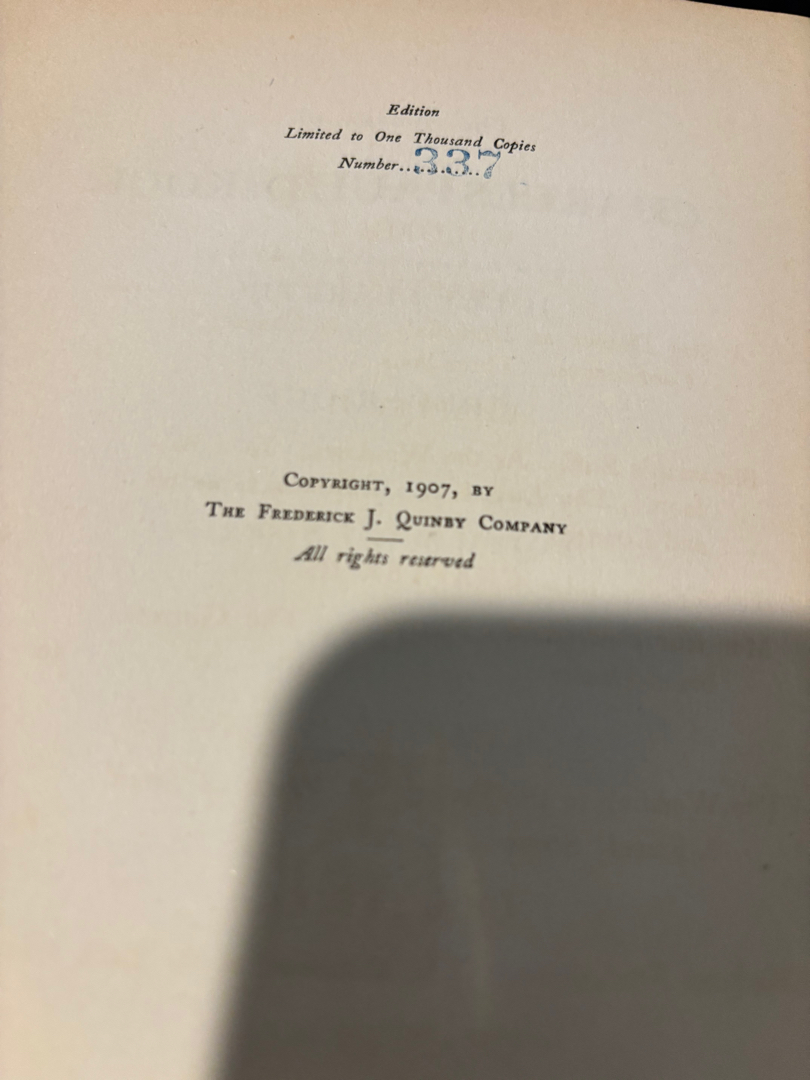 Edition
Limited to One Thousand Copies
Number..337
COPYRIGHT, 1907, BY
THE FREDERICK J. QUINBY COMPANY
All rights reserved